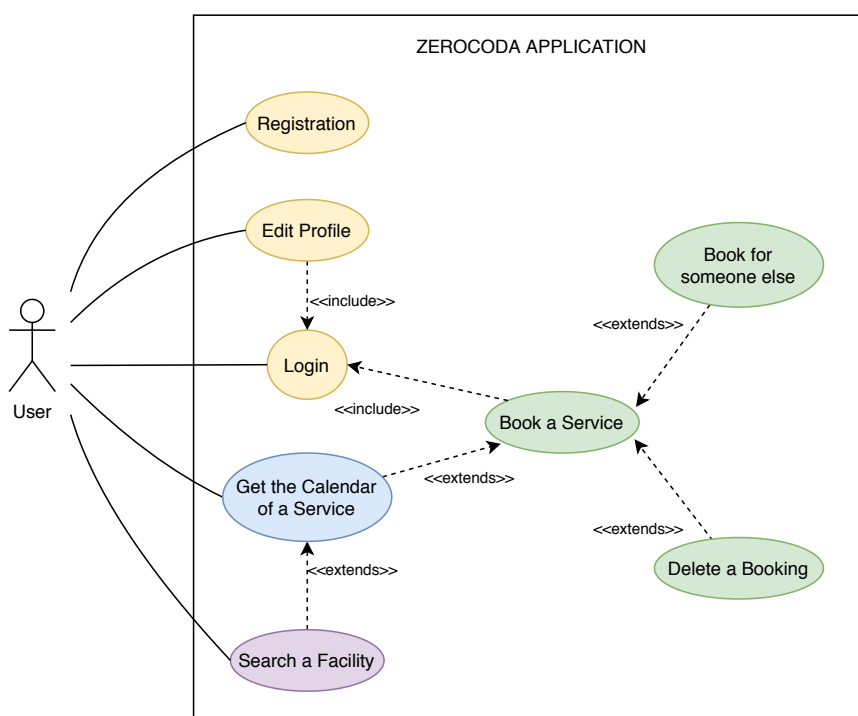 ZEROCODA APPLICATION
Registration
Edit Profile
Book for
someone else
<<include>>
<<extends>>
User
Login
<<include>>
Book a Service
Get the Calendar
of a Service
<<extends>>
<<extends>>
<<extends>>
Delete a Booking
Search a Facility